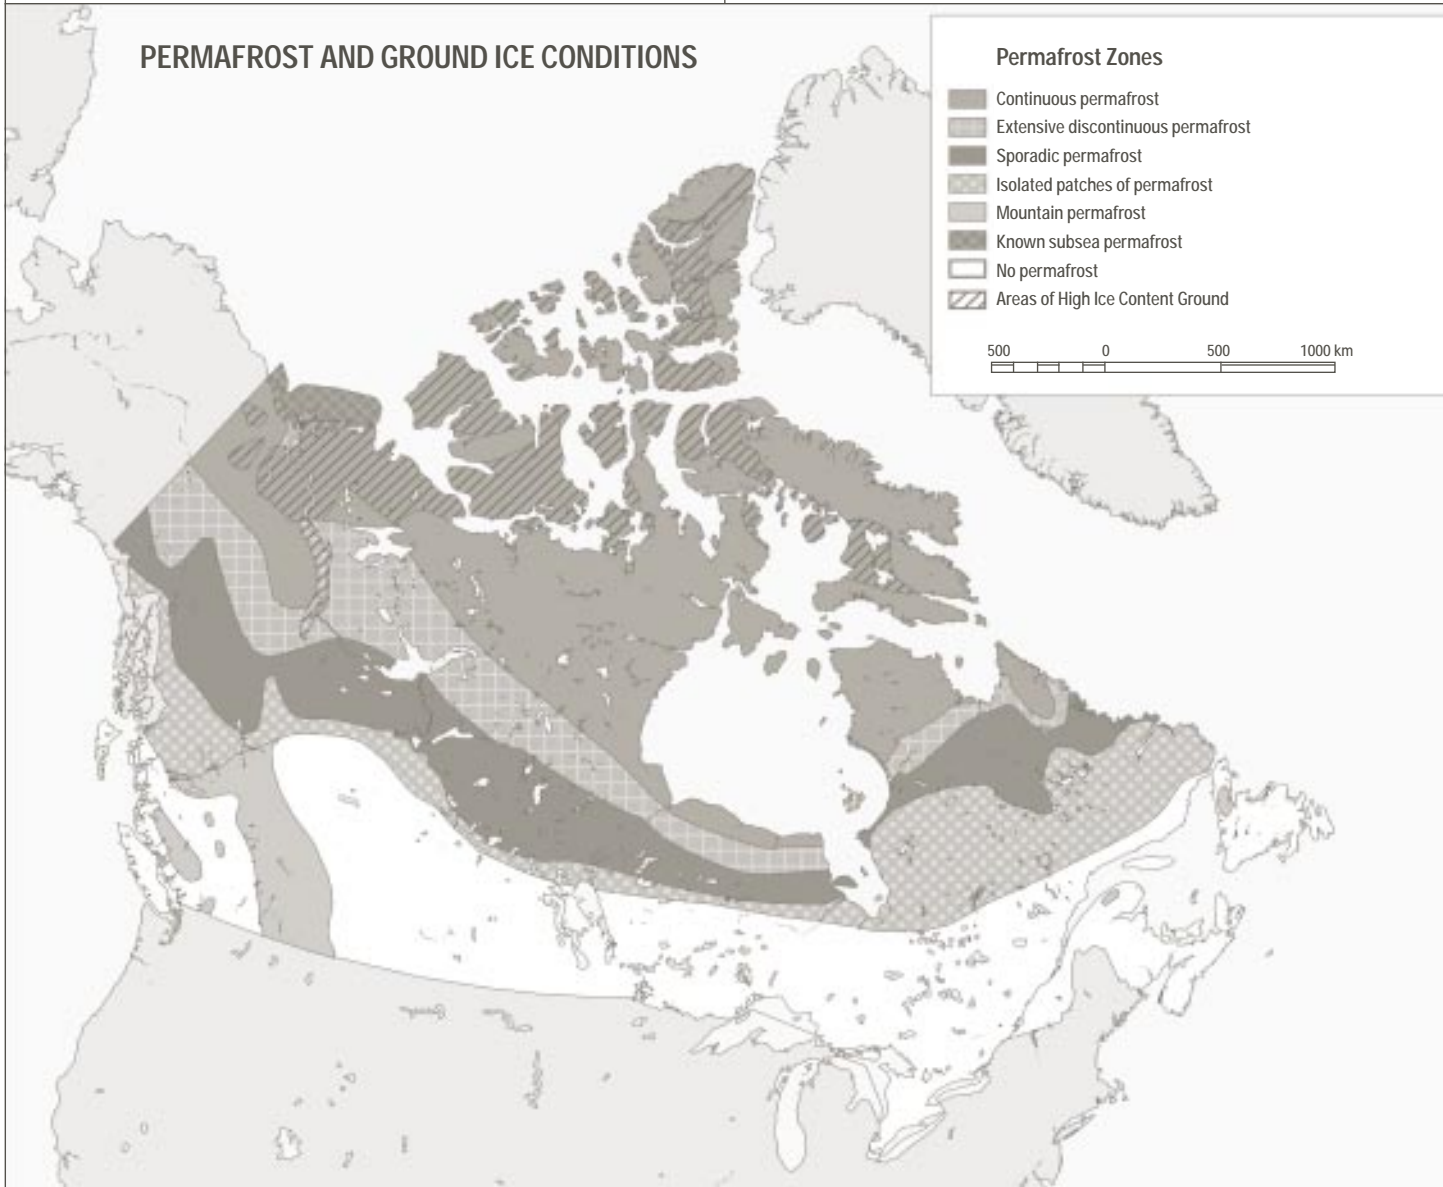 PERMAFROST AND GROUND ICE CONDITIONS
Permafrost Zones
Continuous permafrost
Extensive discontinuous permafrost
Sporadic permafrost
Isolated patches of permafrost
Mountain permafrost
Known subsea permafrost
No permafrost
Areas of High Ice Content Ground
500 0 500 1000 km